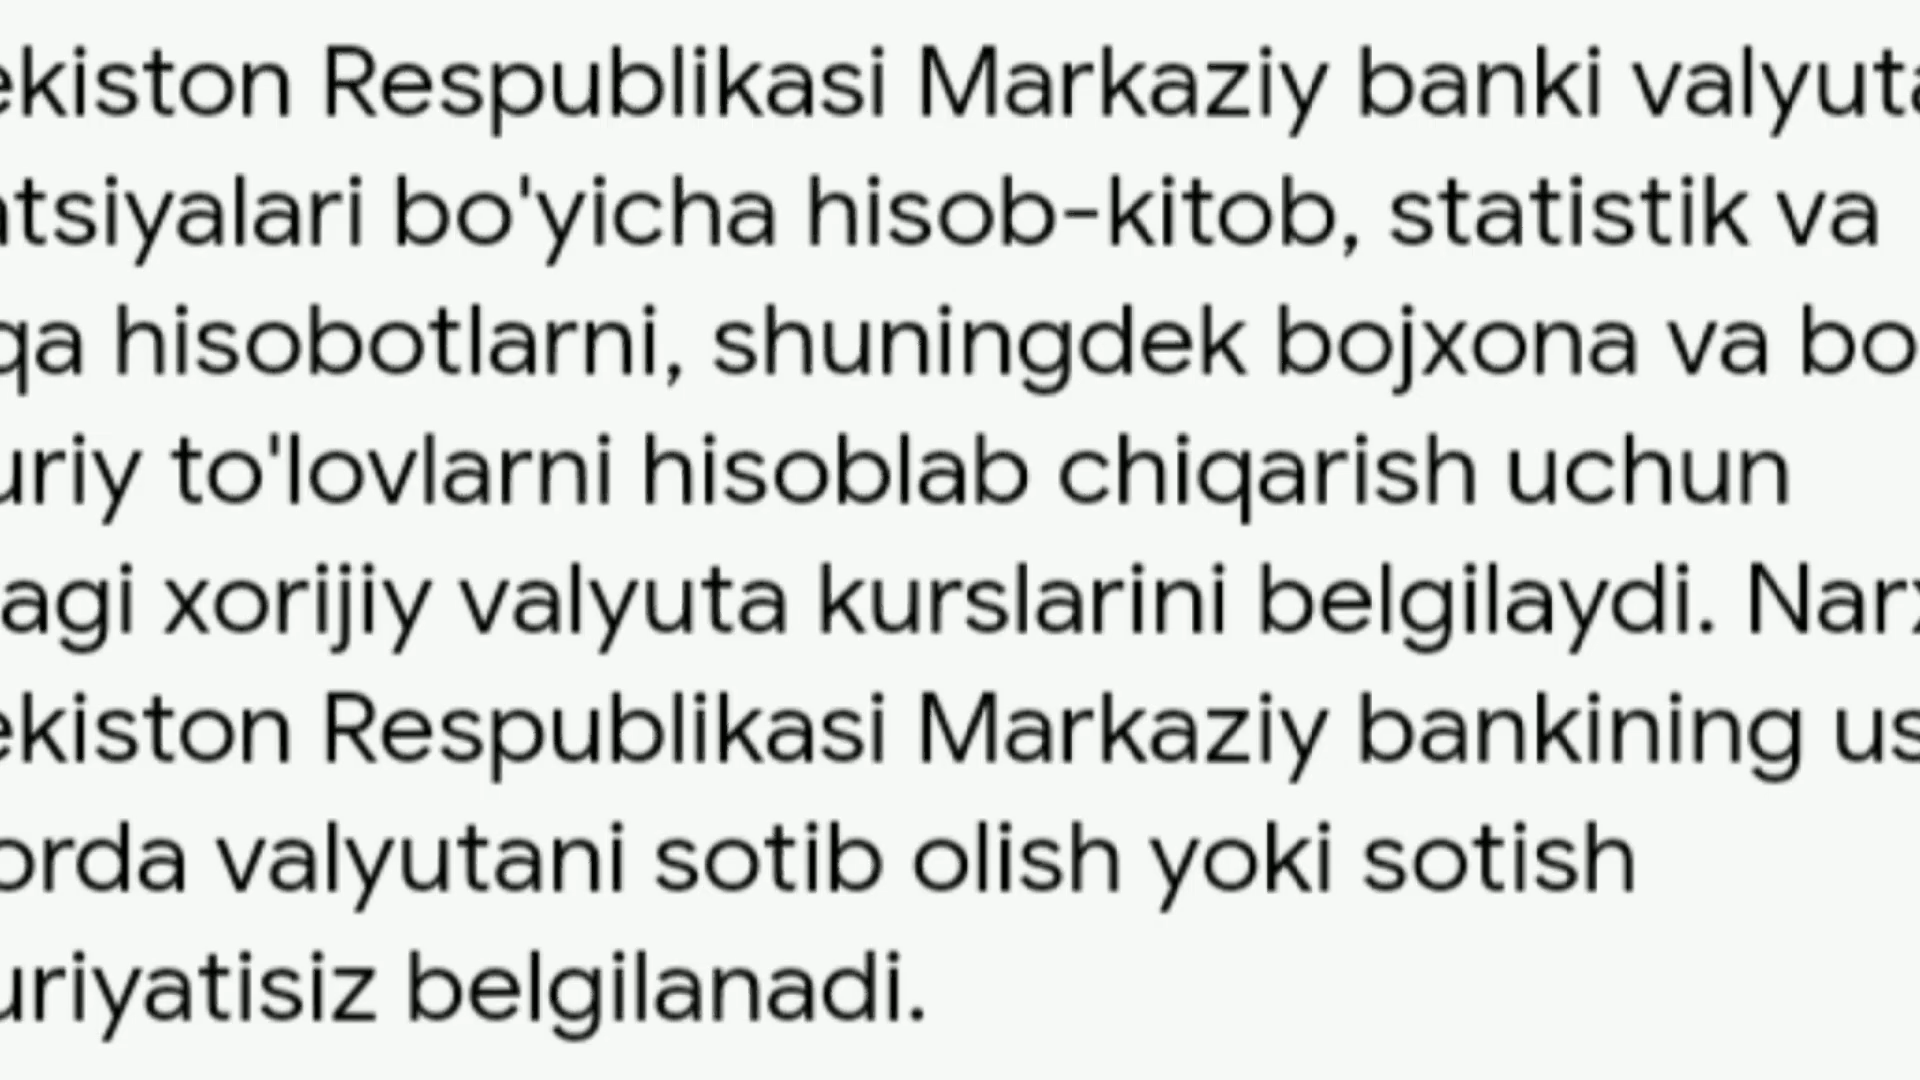 ekiston Respublikasi Markaziy banki valyuta
atsiyalari bo'yicha hisob-kitob, statistik va
qa hisobotlarni, shuningdek bojxona va bo
uriy to'lovlarni hisoblab chiqarish uchun
agi xorijiy valyuta kurslarini belgilaydi. Narx
ekiston Respublikasi Markaziy bankining us
orda valyutani sotib olish yoki sotish
uriyatisiz belgilanadi.